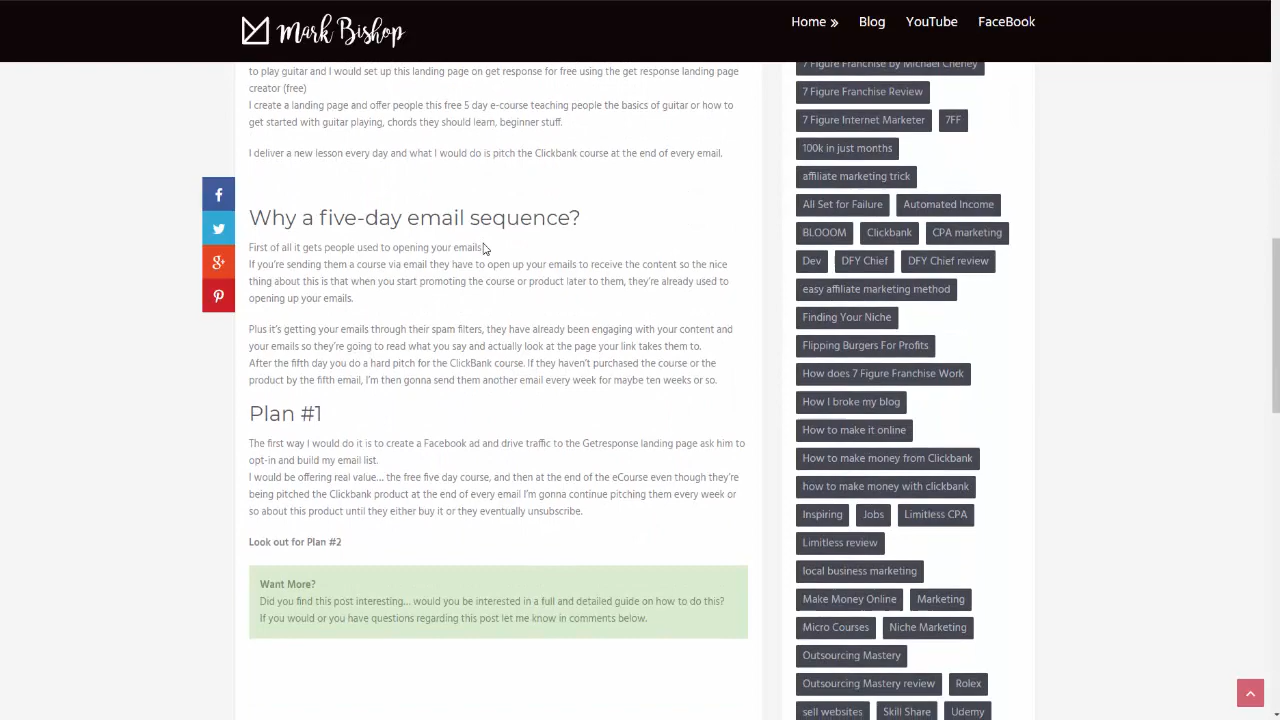 Mark Bishop
Home »
Blog
YouTube
FaceBook
to play guitar and I would set up this landing page on get response for free using the get response landing page
creator (free)
I create a landing page and offer people this free 5 day e-course teaching people the basics of guitar or how to
get started with guitar playing, chords they should learn, beginner stuff.
I deliver a new lesson every day and what I would do is pitch the Clickbank course at the end of every email.
Why a five-day email sequence?
First of all it gets people used to opening your emails.
If you're sending them a course via email they have to open up your emails to receive the content so the nice
thing about this is that when you start promoting the course or product later to them, they're already used to
opening up your emails.
Plus it's getting your emails through their spam filters, they have already been engaging with your content and
your emails so they're going to read what you say and actually look at the page your link takes them to.
After the fifth day you do a hard pitch for the ClickBank course. If they haven't purchased the course or the
product by the fifth email, I'm then gonna send them another email every week for maybe ten weeks or so.
Plan #1
The first way I would do it is to create a Facebook ad and drive traffic to the Getresponse landing page ask him to
opt-in and build my email list.
I would be offering real value... the free five day course, and then at the end of the eCourse even though they're
being pitched the Clickbank product at the end of every email I'm gonna continue pitching them every week or
so about this product until they either buy it or they eventually unsubscribe.
Look out for Plan #2
Want More?
Did you find this post interesting... would you be interested in a full and detailed guide on how to do this?
If you would or you have questions regarding this post let me know in comments below.
7 Figure Franchise by Michael Cheney
7 Figure Franchise Review
7 Figure Internet Marketer
7FF
100k in just months
affiliate marketing trick
All Set for Failure
Automated Income
BLOOOM
Clickbank
CPA marketing
Dev
DFY Chief
DFY Chief review
easy affiliate marketing method
Finding Your Niche
Flipping Burgers For Profits
How does 7 Figure Franchise Work
How I broke my blog
How to make it online
How to make money from Clickbank
how to make money with clickbank
Inspiring
Jobs
Limitless CPA
Limitless review
local business marketing
Make Money Online
Marketing
Micro Courses
Niche Marketing
Outsourcing Mastery
Outsourcing Mastery review
Rolex
sell websites
Skill Share
Udemy